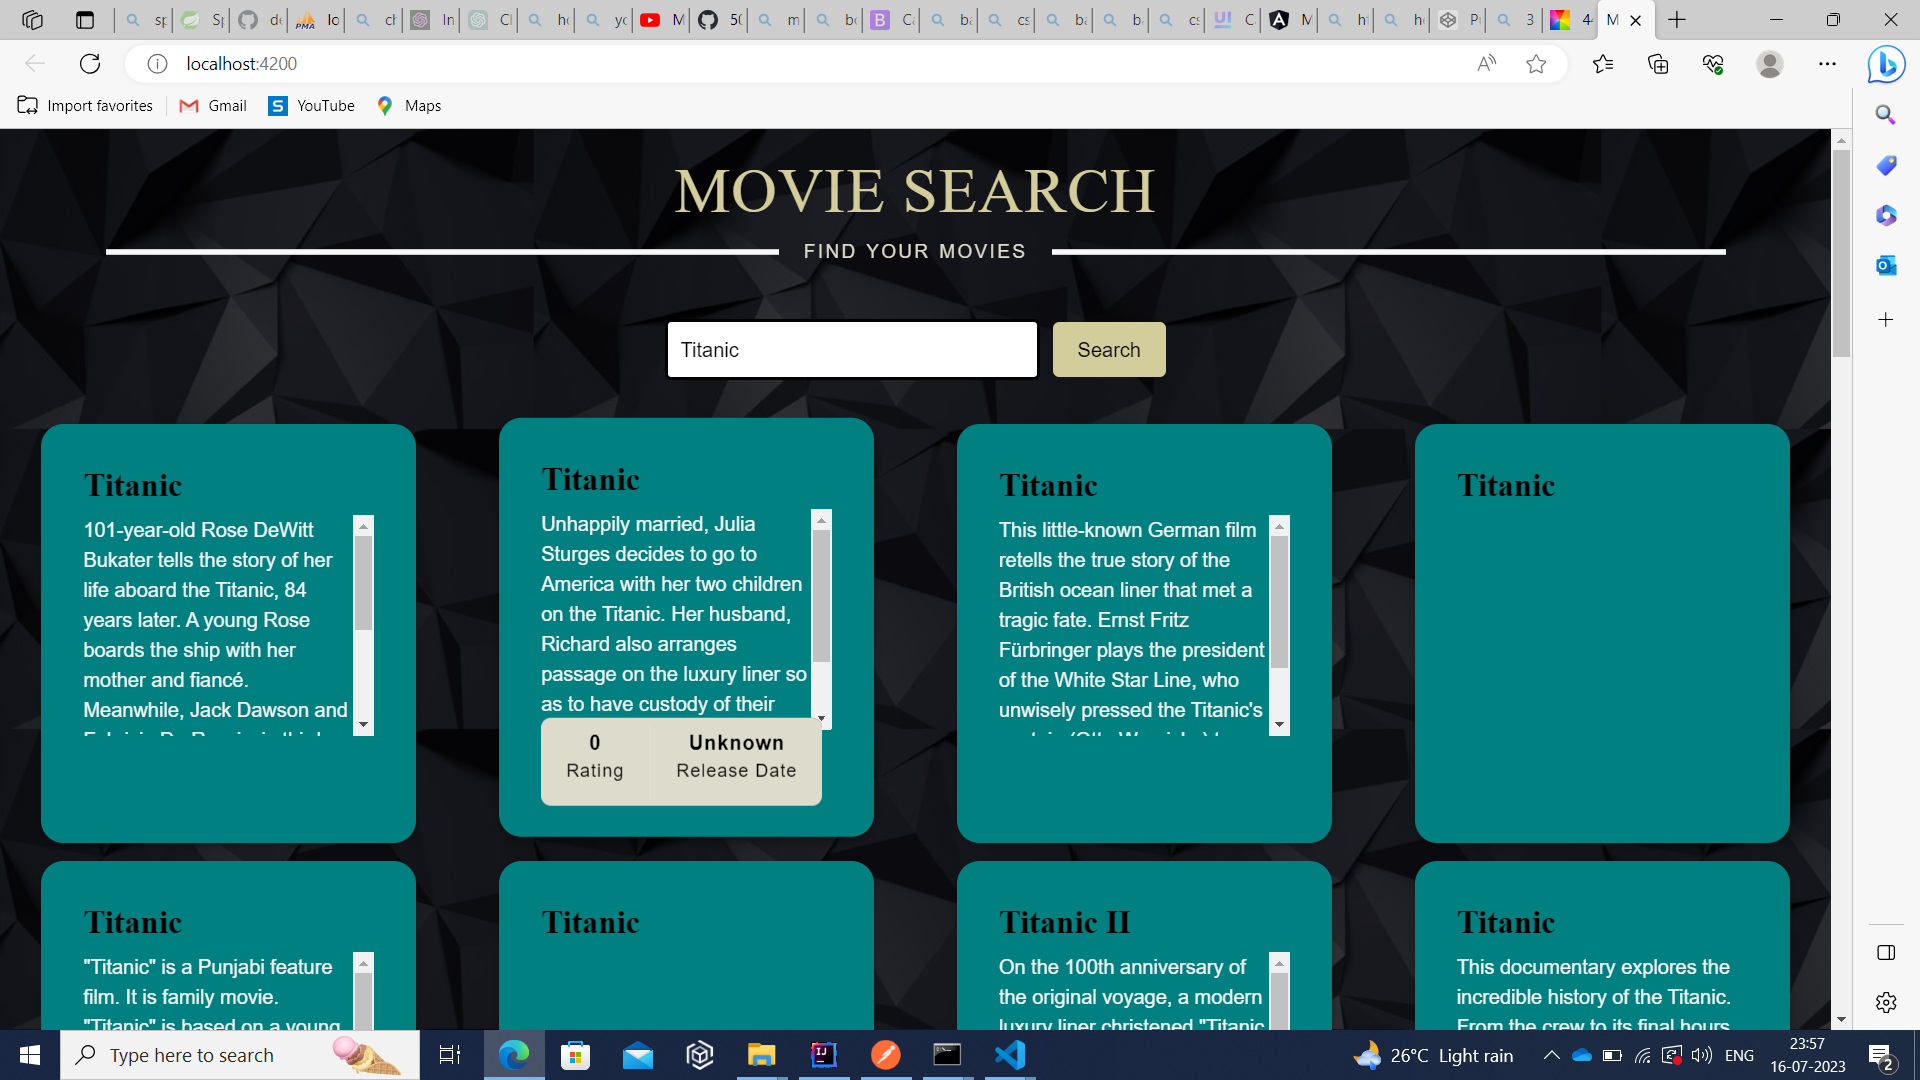 localhost:4200
Import favorites
Gmail
YouTube
Maps
MOVIE SEARCH
FIND YOUR MOVIES
Titanic
Search
Titanic
101-year-old Rose DeWitt
Bukater tells the story of her
life aboard the Titanic, 84
years later. A young Rose
boards the ship with her
mother and fiancé.
Meanwhile, Jack Dawson and
Titanic
Unhappily married, Julia
Sturges decides to go to
America with her two children
on the Titanic. Her husband,
Richard also arranges
passage on the luxury liner so
as to have custody of their
0
Rating
Unknown
Release Date
Titanic
This little-known German film
retells the true story of the
British ocean liner that met a
tragic fate. Ernst Fritz
Fürbringer plays the president
of the White Star Line, who
unwisely pressed the Titanic's
Titanic
Titanic
"Titanic" is a Punjabi feature
film. It is family movie.
"Titanic" is based on a young
Titanic
Titanic II
On the 100th anniversary of
the original voyage, a modern
luxury liner christened "Titanic
Titanic
This documentary explores the
incredible history of the Titanic.
From the crew to its final hours
Type here to search
26°C Light rain
ENG
23:57
16-07-2023
2